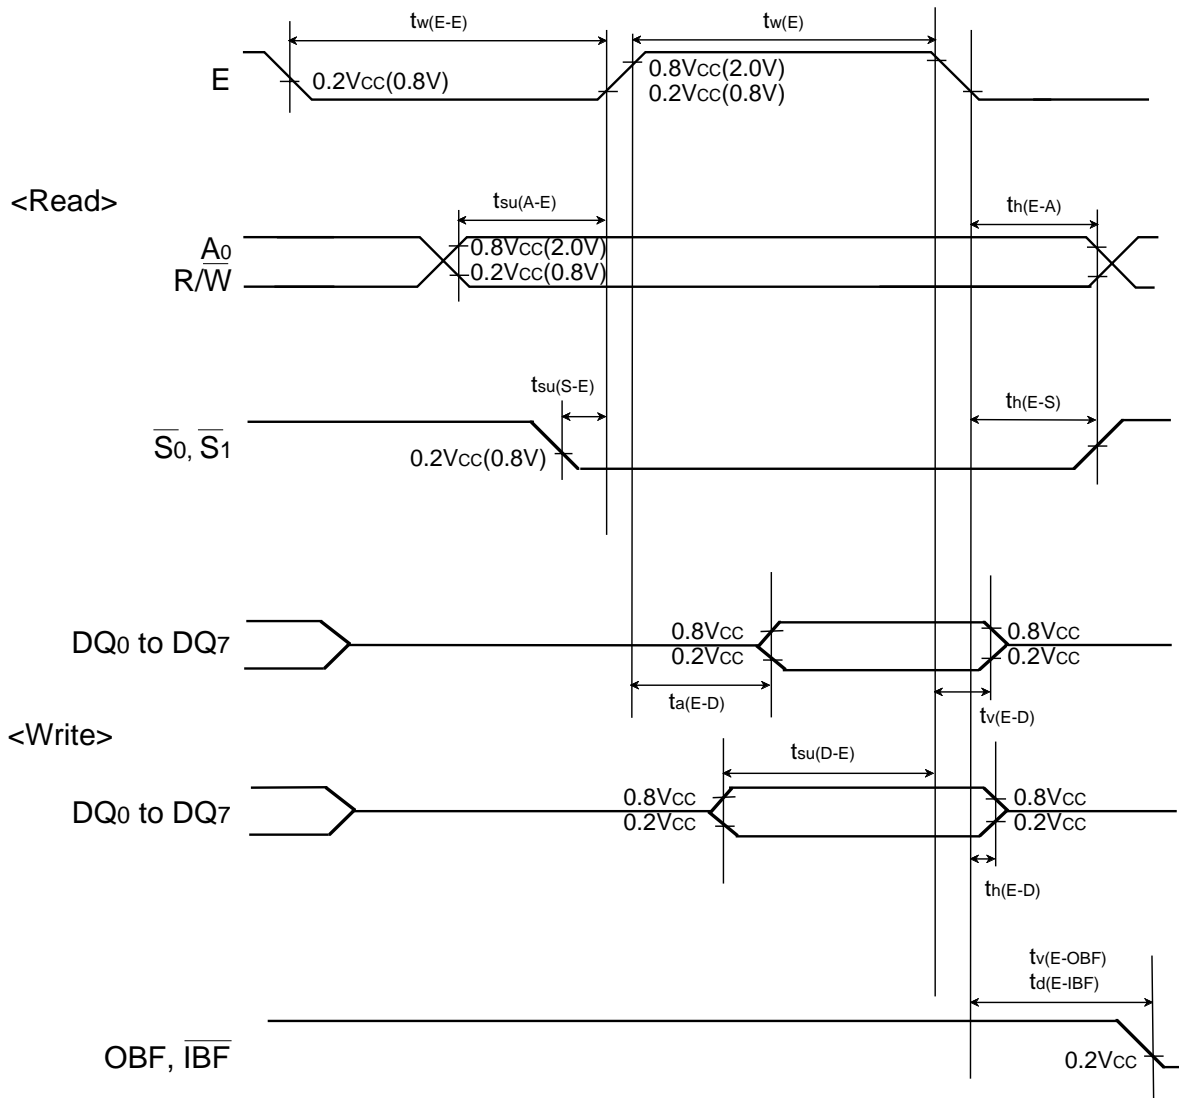 tw(E-E)
tw(E)
E
0.2VCC(0.8V)
0.8VCC(2.0V)
0.2VCC(0.8V)
<Read>
tsu(A-E)
th(E-A)
A0
R/W̅
0.8VCC(2.0V)
0.2VCC(0.8V)
tsu(S-E)
th(E-S)
S̅0, S̅1
0.2VCC(0.8V)
DQ0 to DQ7
0.8VCC
0.2VCC
0.8VCC
0.2VCC
ta(E-D)
tv(E-D)
<Write>
tsu(D-E)
DQ0 to DQ7
0.8VCC
0.2VCC
0.8VCC
0.2VCC
th(E-D)
tv(E-OBF)
td(E-IBF)
OBF, I̅B̅F̅
0.2VCC